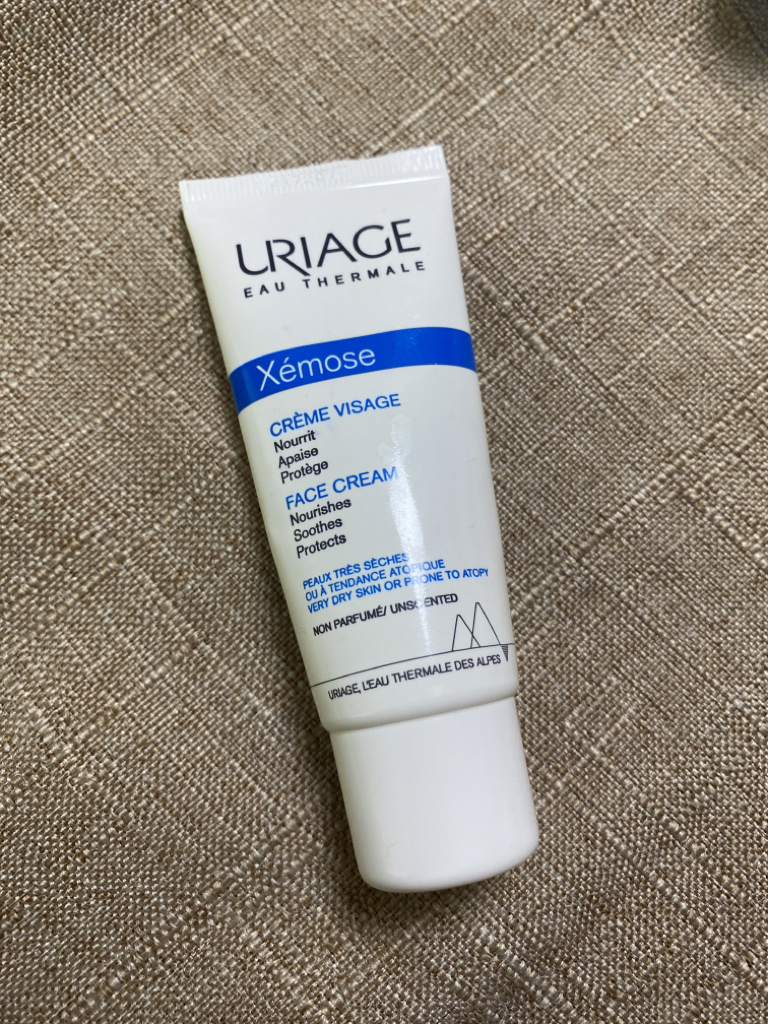 URIAGE
EAU THERMALE
Xémose
CRÈME VISAGE
Nourrit
Apaise
Protège
FACE CREAM
Nourishes
Soothes
Protects
PEAUX TRÈS SÈCHES
OU À TENDANCE ATOPIQUE
VERY DRY SKIN OR PRONE TO ATOPY
NON PARFUMÉ/ UNSCENTED
URIAGE, L'EAU THERMALE DES ALPES